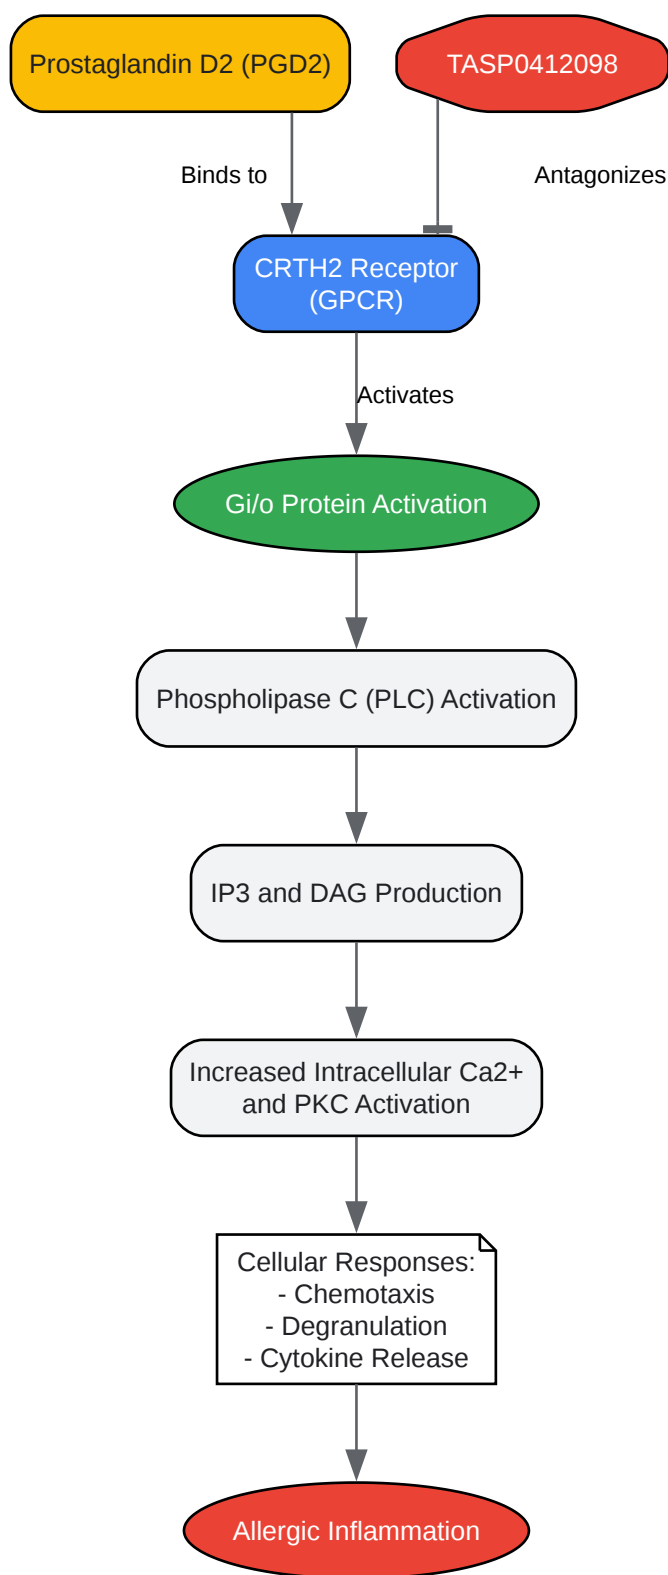 Prostaglandin D2 (PGD2)
TASP0412098
Binds to
Antagonizes
CRTH2 Receptor
(GPCR)
Activates
Gi/o Protein Activation
Phospholipase C (PLC) Activation
IP3 and DAG Production
Increased Intracellular Ca2+
and PKC Activation
Cellular Responses:
- Chemotaxis
- Degranulation
- Cytokine Release
Allergic Inflammation